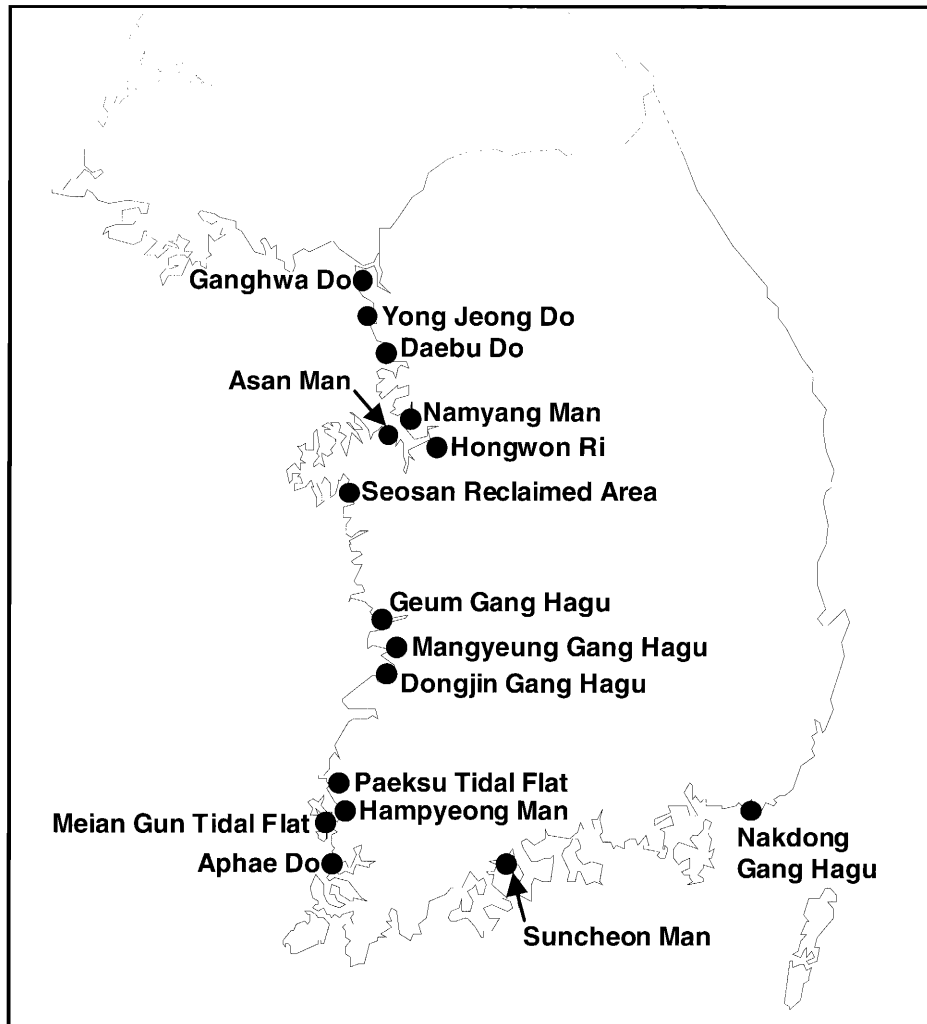 Ganghwa Do
Yong Jeong Do
Daebu Do
Asan Man
Namyang Man
Hongwon Ri
Seosan Reclaimed Area
Geum Gang Hagu
Mangyeung Gang Hagu
Dongjin Gang Hagu
Paeksu Tidal Flat
Hampyeong Man
Meian Gun Tidal Flat
Aphae Do
Nakdong
Gang Hagu
Suncheon Man